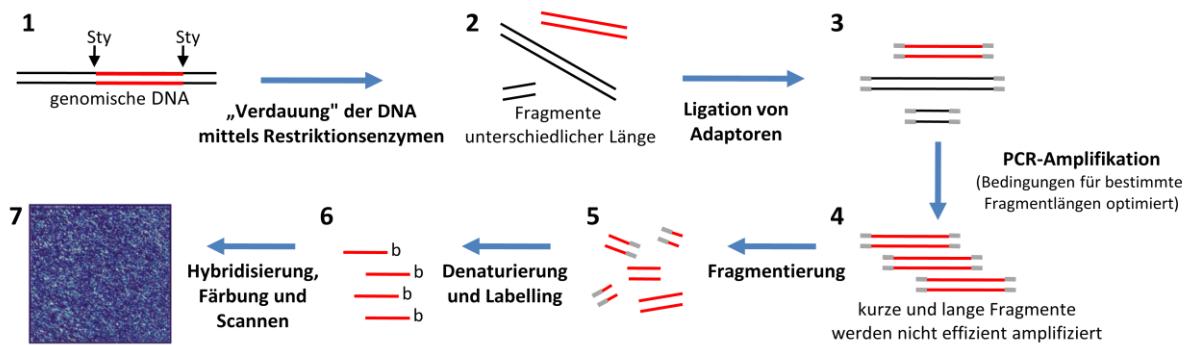 1
Sty
Sty
genomische DNA
„Verdauung" der DNA
mittels Restriktionsenzymen
2
Fragmente
unterschiedlicher Länge
Ligation von
Adaptoren
3
PCR-Amplifikation
(Bedingungen für bestimmte
Fragmentlängen optimiert)
4
kurze und lange Fragmente
werden nicht effizient amplifiziert
Fragmentierung
5
Denaturierung
und Labelling
6
b
b
b
b
Hybridisierung,
Färbung und
Scannen
7